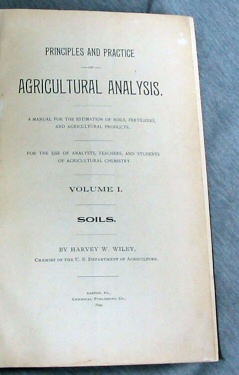 PRINCIPLES AND PRACTICE
OF
AGRICULTURAL ANALYSIS.
A MANUAL FOR THE ESTIMATION OF SOILS, FERTILIZERS,
AND AGRICULTURAL PRODUCTS.
FOR THE USE OF ANALYSTS, TEACHERS, AND STUDENTS
OF AGRICULTURAL CHEMISTRY.
VOLUME I.
SOILS.
BY HARVEY W. WILEY,
CHEMIST OF THE U. S. DEPARTMENT OF AGRICULTURE.
EASTON, PA.,
CHEMICAL PUBLISHING CO.,